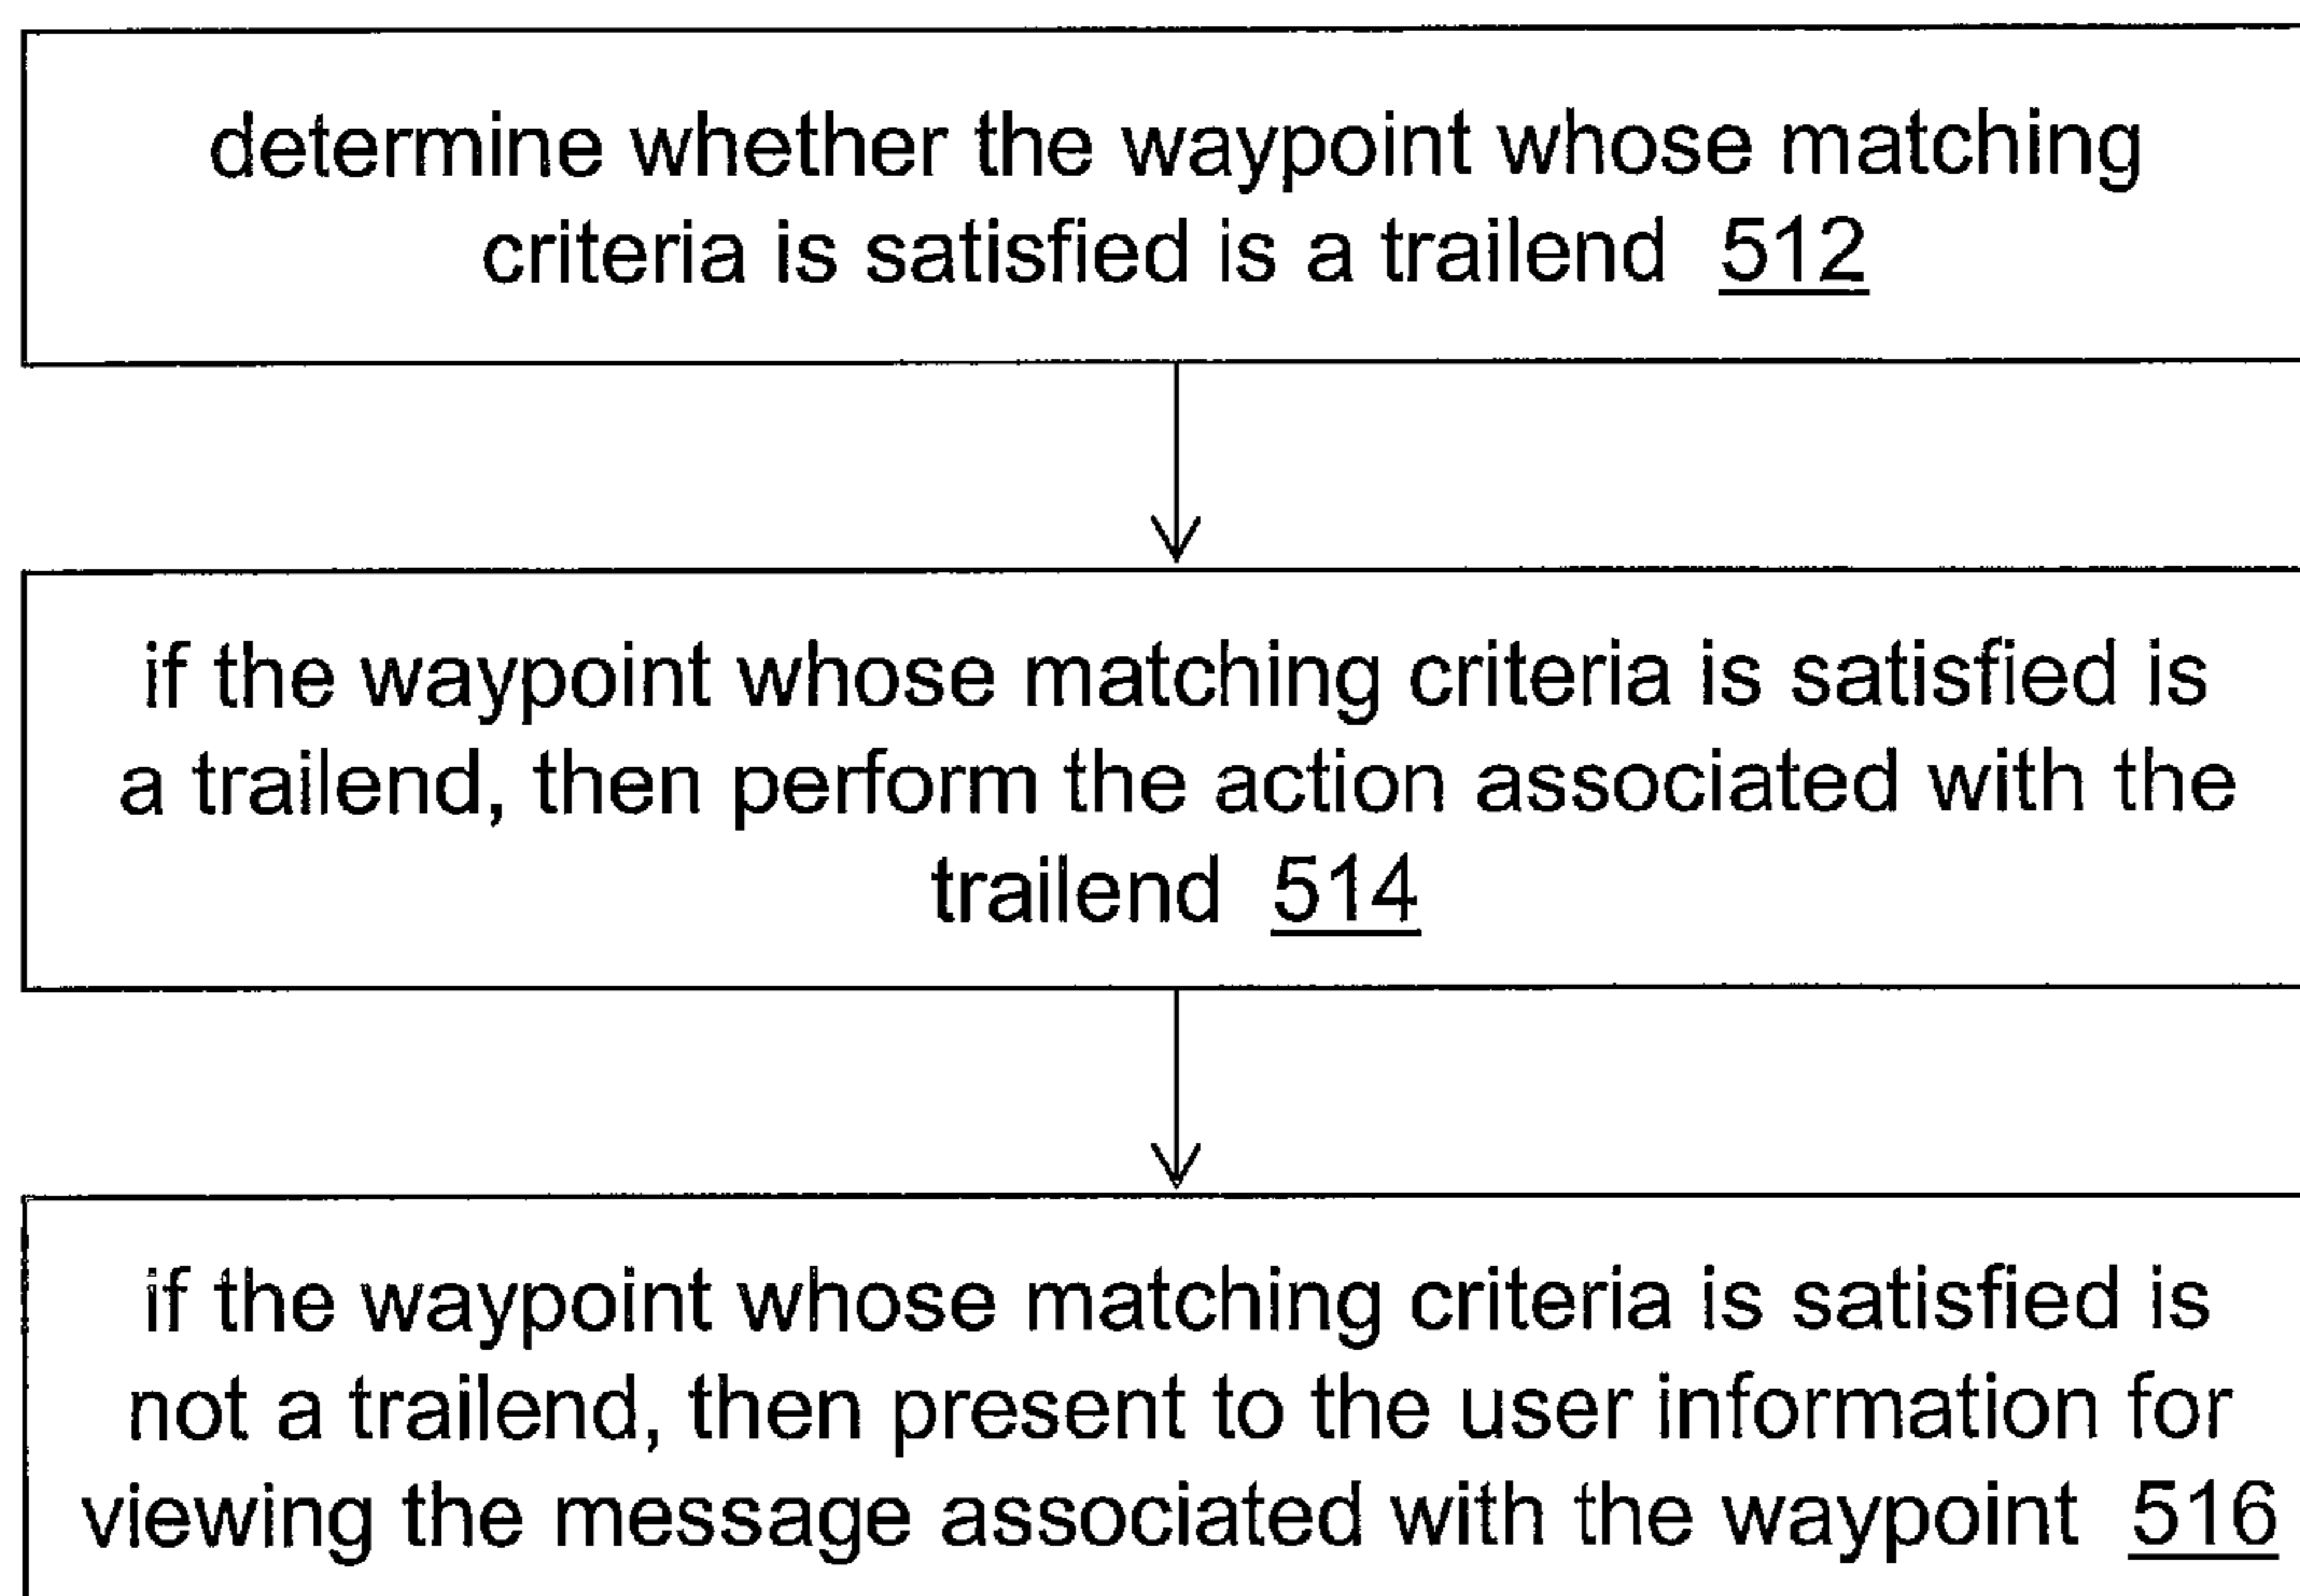 determine whether the waypoint whose matching
criteria is satisfied is a trailend 512
if the waypoint whose matching criteria is satisfied is
a trailend, then perform the action associated with the
trailend 514
if the waypoint whose matching criteria is satisfied is
not a trailend, then present to the user information for
viewing the message associated with the waypoint 516